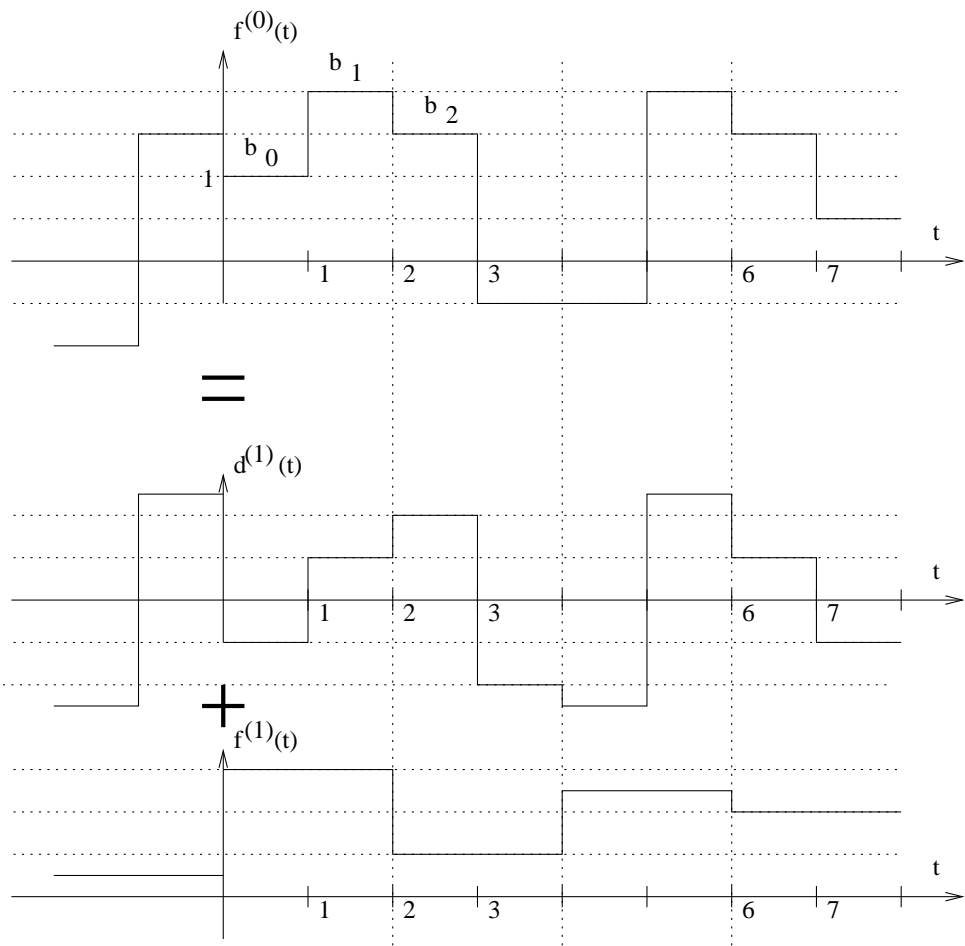 f(0)(t)
b 1
b 2
b 0
1
t
1 2 3 6 7
=
d(1)(t)
t
1 2 3 6 7
+
f(1)(t)
t
1 2 3 6 7